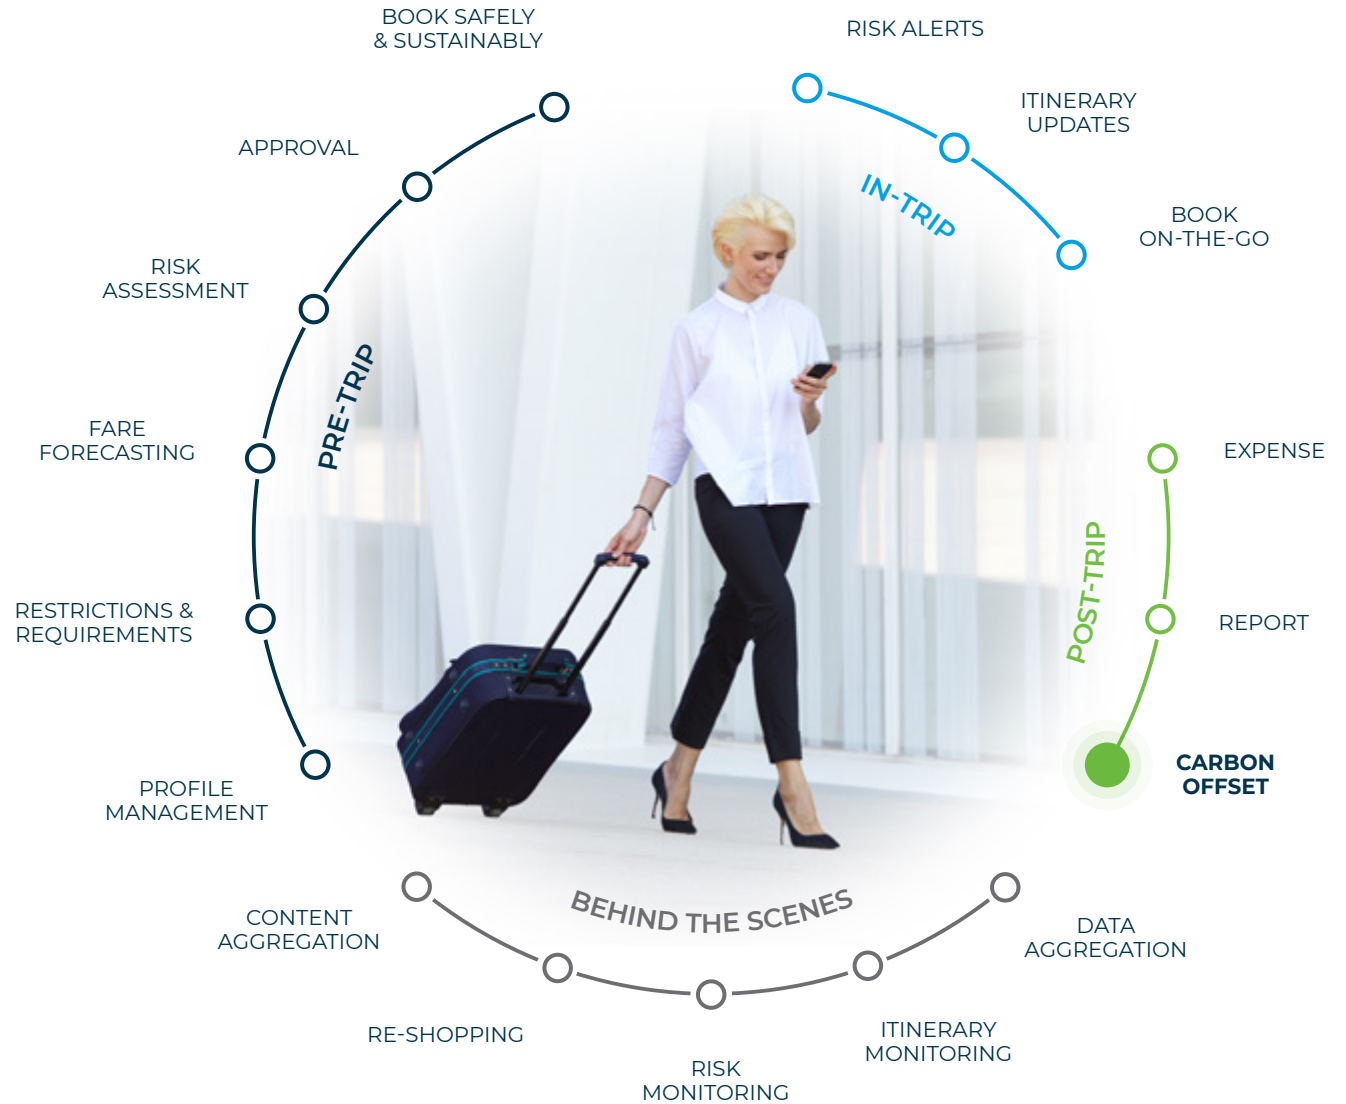 BOOK SAFELY
& SUSTAINABLY
APPROVAL
RISK
ASSESSMENT
FARE
FORECASTING
RESTRICTIONS &
REQUIREMENTS
PROFILE
MANAGEMENT
PRE-TRIP
RISK ALERTS
ITINERARY
UPDATES
BOOK
ON-THE-GO
IN-TRIP
EXPENSE
REPORT
CARBON
OFFSET
POST-TRIP
BEHIND THE SCENES
CONTENT
AGGREGATION
RE-SHOPPING
RISK
MONITORING
ITINERARY
MONITORING
DATA
AGGREGATION